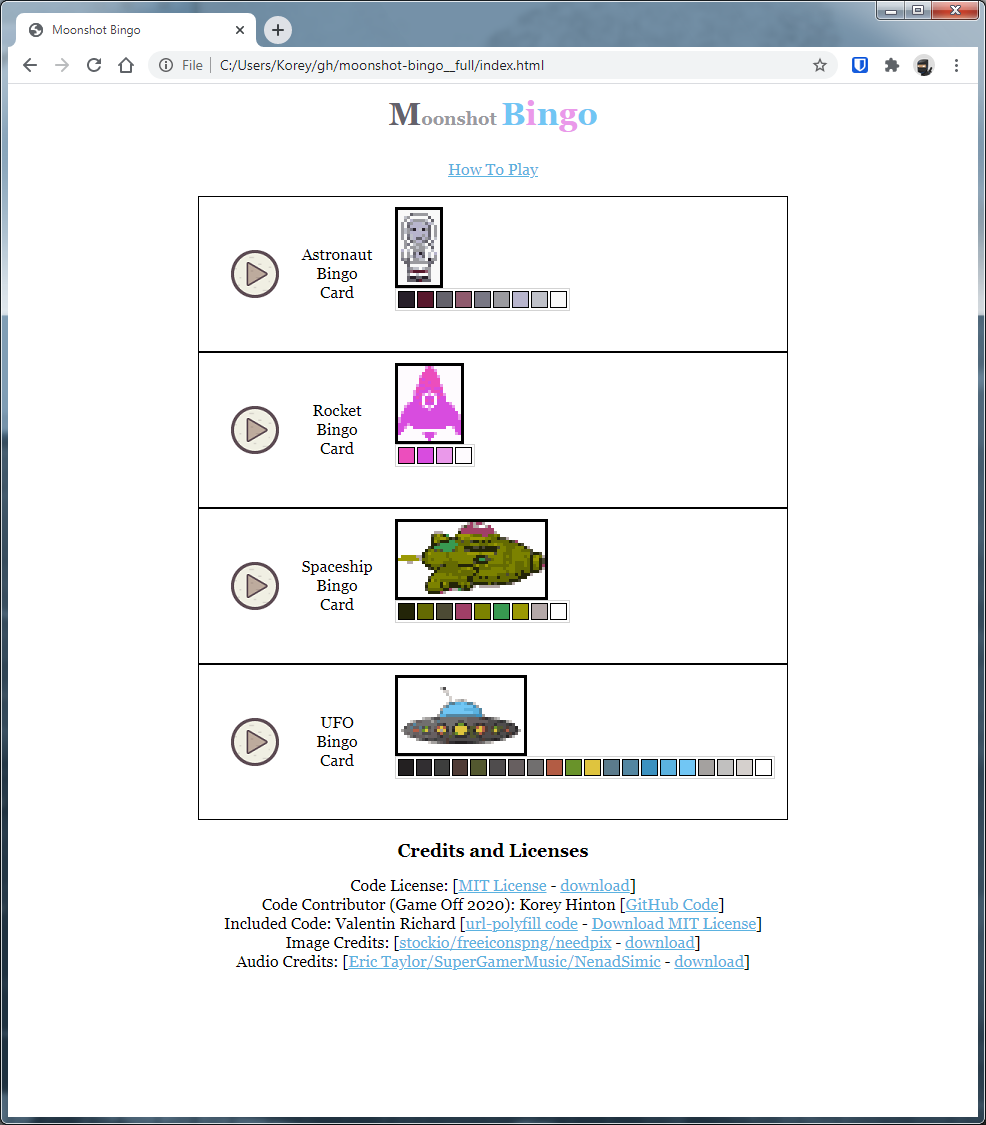 Moonshot Bingo
File
C:/Users/Korey/gh/moonshot-bingo__full/index.html
Moonshot Bingo
How To Play
Astronaut
Bingo
Card
Rocket
Bingo
Card
Spaceship
Bingo
Card
UFO
Bingo
Card
Credits and Licenses
Code License: [MIT License - download]
Code Contributor (Game Off 2020): Korey Hinton [GitHub Code]
Included Code: Valentin Richard [url-polyfill code - Download MIT License]
Image Credits: [stockio/freeiconspng/needpix - download]
Audio Credits: [Eric Taylor/SuperGamerMusic/NenadSimic - download]